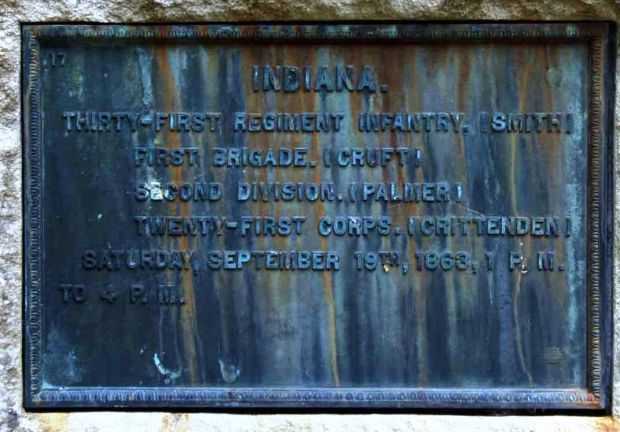 17
INDIANA.
THIRTY-FIRST REGIMENT INFANTRY. (SMITH)
FIRST BRIGADE. (CRUFT)
SECOND DIVISION. (PALMER)
TWENTY-FIRST CORPS. (CRITTENDEN)
SATURDAY, SEPTEMBER 19TH, 1863, 1 P. M.
TO 4 P. M.